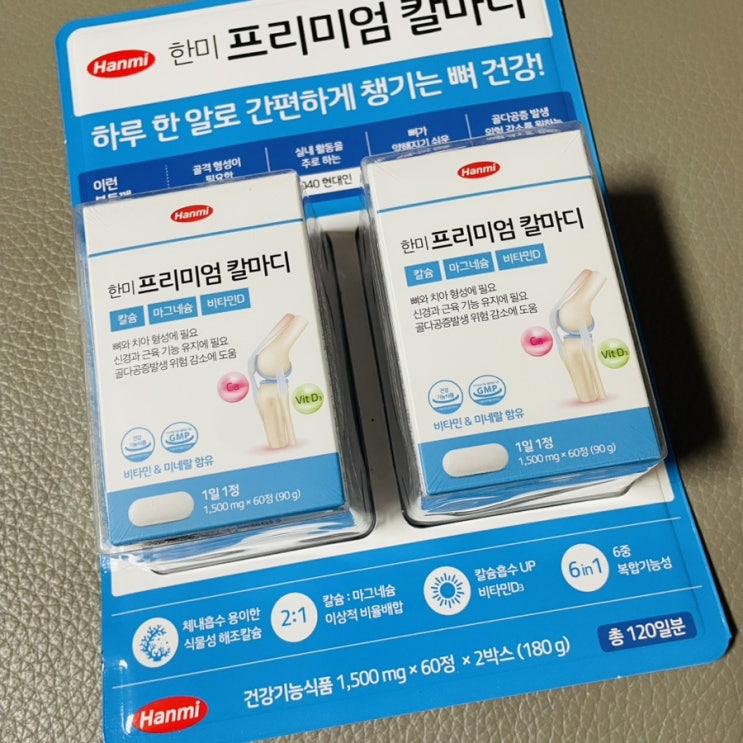 Hanmi 한미 프리미엄 칼마디
하루 한 알로 간편하게 챙기는 뼈 건강!
이런
골격 형성이
필요한
실내 활동을
주로 하는
2040 현대인
뼈가
약해지기 쉬운
골다공증 발생
위험 감소를 원하는
Hanmi
한미 프리미엄 칼마디
칼슘 마그네슘 비타민D
뼈와 치아 형성에 필요
신경과 근육 기능 유지에 필요
골다공증발생 위험 감소에 도움
Ca
Vit D₃
건강
기능식품
GMP
비타민 & 미네랄 함유
1일 1정
1,500 mg × 60정 (90 g)
Hanmi
한미 프리미엄 칼마디
칼슘 마그네슘 비타민D
뼈와 치아 형성에 필요
신경과 근육 기능 유지에 필요
골다공증발생 위험 감소에 도움
Ca
Vit D₃
건강
기능식품
GMP
비타민 & 미네랄 함유
1일 1정
1,500 mg × 60정 (90 g)
체내흡수 용이한
식물성 해조칼슘
2:1
칼슘 : 마그네슘
이상적 비율배합
칼슘흡수 UP
비타민D₃
6in1
6중
복합기능성
건강기능식품 1,500 mg × 60정 × 2박스 (180 g)
총 120일분
Hanmi